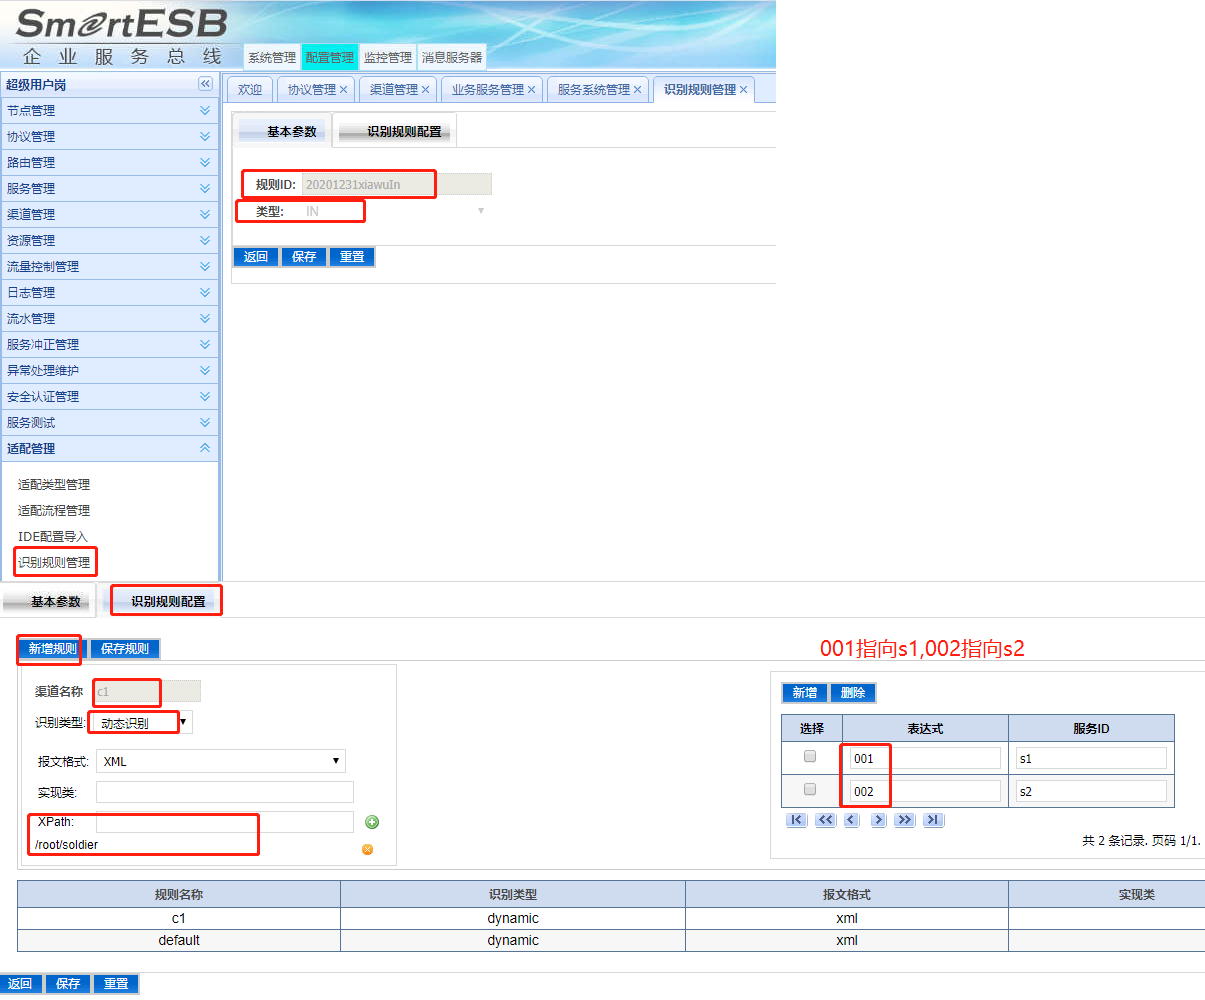 SmartESB
企业服务总线
系统管理 配置管理 监控管理 消息服务器
超级用户岗
欢迎 协议管理 渠道管理 业务服务管理 服务系统管理 识别规则管理
节点管理
协议管理
路由管理
服务管理
渠道管理
资源管理
流量控制管理
日志管理
流水管理
服务冲正管理
异常处理维护
安全认证管理
服务测试
适配管理
适配类型管理
适配流程管理
IDE配置导入
识别规则管理
基本参数 识别规则配置
规则ID: 20201231xiawuIn
类型: IN
返回 保存 重置
基本参数 识别规则配置
新增规则 保存规则
001指向s1,002指向s2
渠道名称 c1
识别类型: 动态识别
报文格式: XML
实现类:
XPath:
/root/soldier
新增 删除
选择 表达式 服务ID
001 s1
002 s2
共 2 条记录. 页码 1/1.
规则名称 识别类型 报文格式 实现类
c1 dynamic xml
default dynamic xml
返回 保存 重置